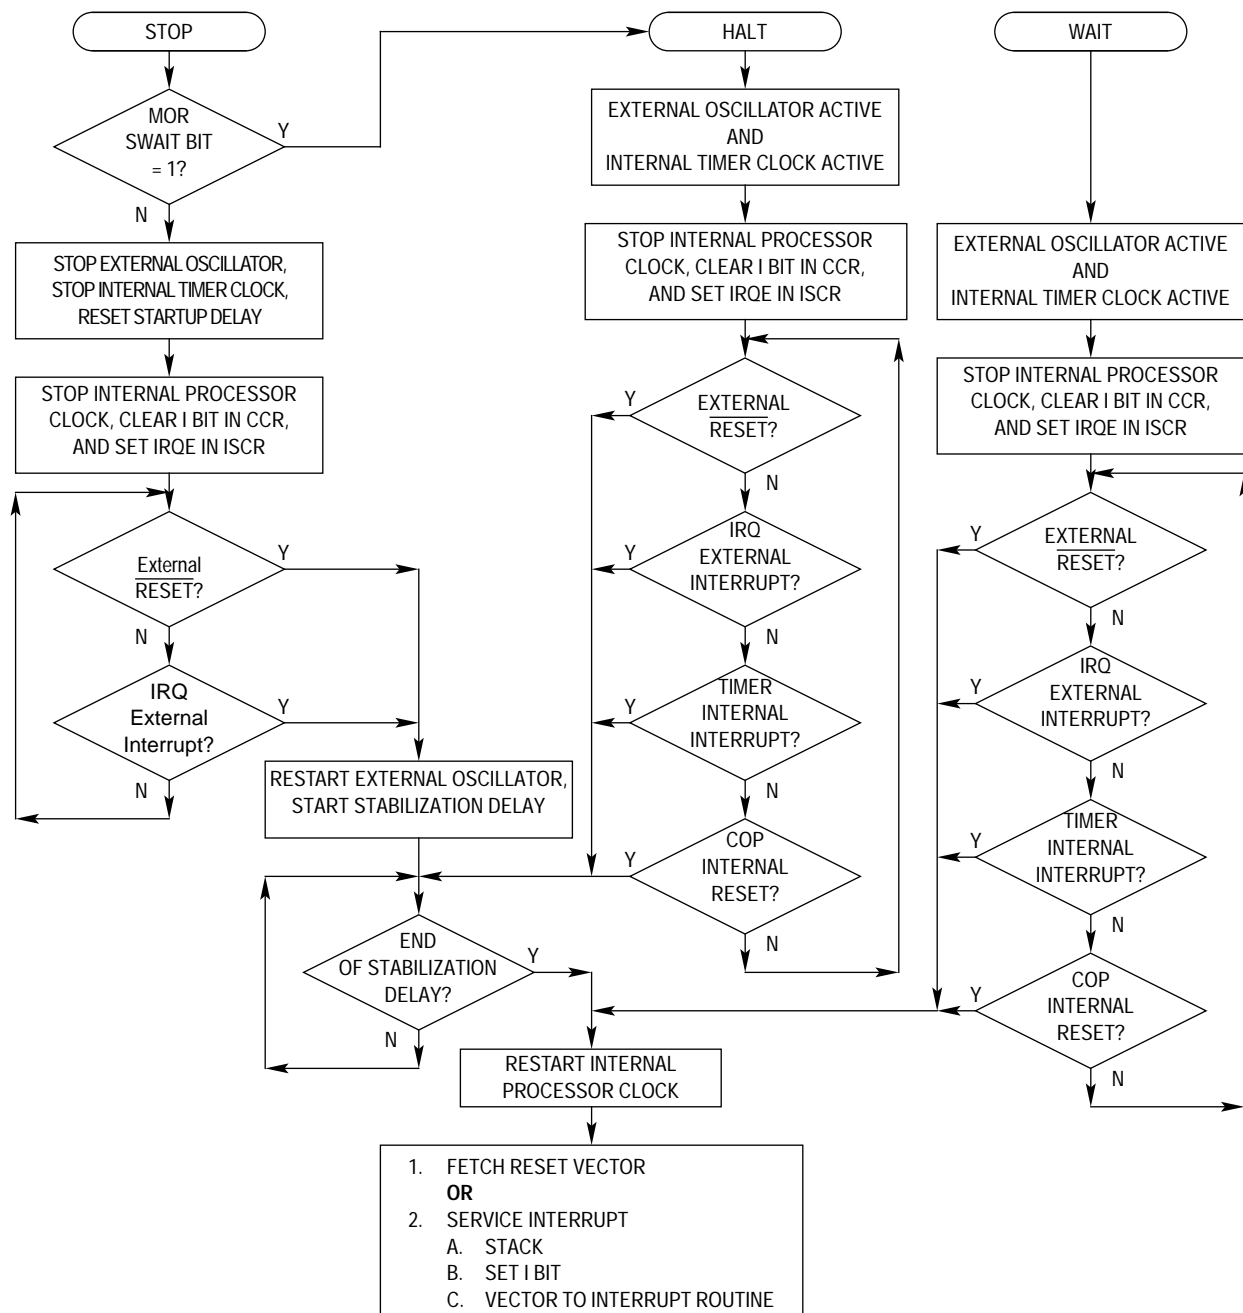 STOP
MOR
SWAIT BIT
= 1?
Y
N
STOP EXTERNAL OSCILLATOR,
STOP INTERNAL TIMER CLOCK,
RESET STARTUP DELAY
STOP INTERNAL PROCESSOR
CLOCK, CLEAR I BIT IN CCR,
AND SET IRQE IN ISCR
External
RESET?
Y
N
IRQ
External
Interrupt?
Y
N
RESTART EXTERNAL OSCILLATOR,
START STABILIZATION DELAY
END
OF STABILIZATION
DELAY?
Y
N
HALT
EXTERNAL OSCILLATOR ACTIVE
AND
INTERNAL TIMER CLOCK ACTIVE
STOP INTERNAL PROCESSOR
CLOCK, CLEAR I BIT IN CCR,
AND SET IRQE IN ISCR
EXTERNAL
RESET?
Y
N
IRQ
EXTERNAL
INTERRUPT?
Y
N
TIMER
INTERNAL
INTERRUPT?
Y
N
COP
INTERNAL
RESET?
Y
N
WAIT
EXTERNAL OSCILLATOR ACTIVE
AND
INTERNAL TIMER CLOCK ACTIVE
STOP INTERNAL PROCESSOR
CLOCK, CLEAR I BIT IN CCR,
AND SET IRQE IN ISCR
EXTERNAL
RESET?
Y
N
IRQ
EXTERNAL
INTERRUPT?
Y
N
TIMER
INTERNAL
INTERRUPT?
Y
N
COP
INTERNAL
RESET?
Y
N
RESTART INTERNAL
PROCESSOR CLOCK
1. FETCH RESET VECTOR
OR
2. SERVICE INTERRUPT
A. STACK
B. SET I BIT
C. VECTOR TO INTERRUPT ROUTINE